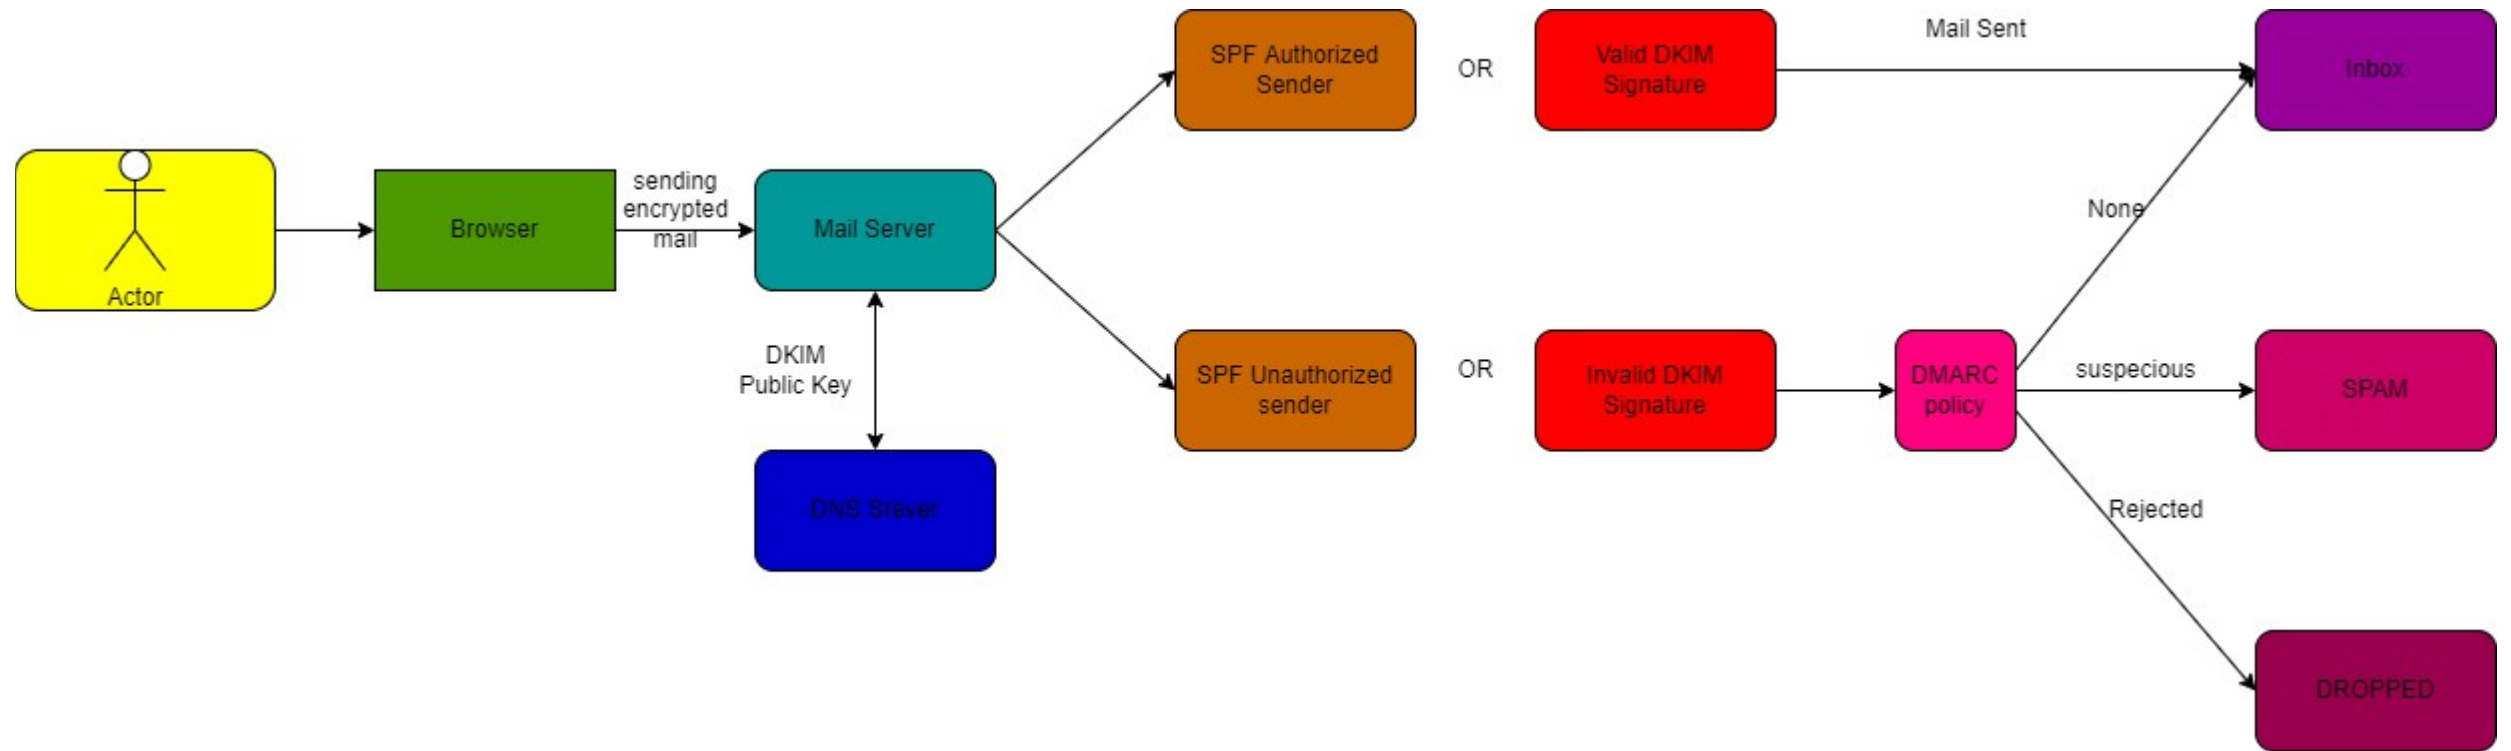 Actor
Browser
sending
encrypted
mail
Mail Server
DKIM
Public Key
DNS Sraver
SPF Authorized
Sender
OR
Valid DKIM
Signature
Mail Sent
Inbox
SPF Unauthorized
sender
OR
Invalid DKIM
Signature
DMARC
policy
None
suspecious
SPAM
Rejected
DROPPED